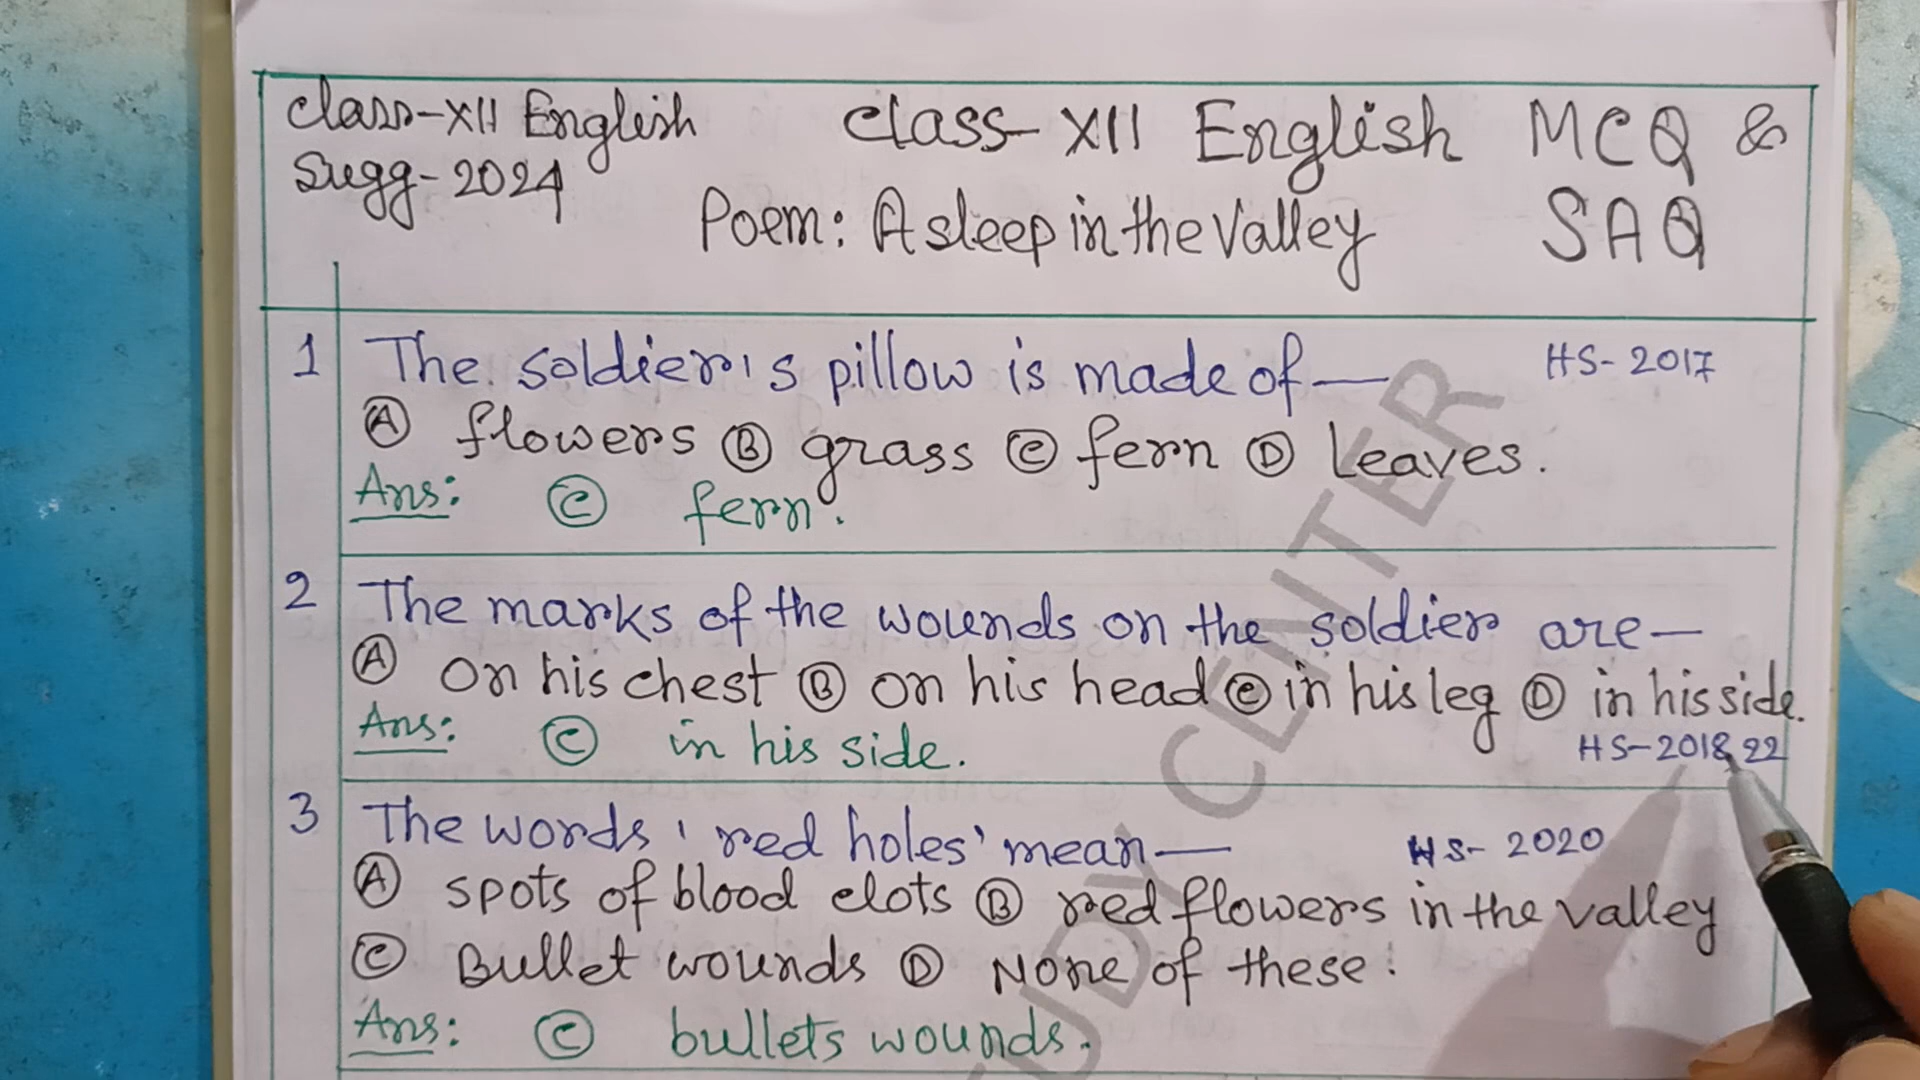 Class-XII English
Sugg-2024
Class-XII English MCQ &
Poem: Asleep in the Valley SAQ
1 The soldier's pillow is made of— HS-2017
Ⓐ flowers Ⓑ grass Ⓒ fern Ⓓ Leaves.
Ans: Ⓒ fern.
2 The marks of the wounds on the soldier are—
Ⓐ on his chest Ⓑ on his head Ⓒ in his leg Ⓓ in his side.
Ans: Ⓒ in his side. HS-2018,22
3 The words 'red holes' mean— HS-2020
Ⓐ spots of blood clots Ⓑ red flowers in the valley
Ⓒ Bullet wounds Ⓓ None of these.
Ans: Ⓒ bullets wounds.
TUDY CENTER